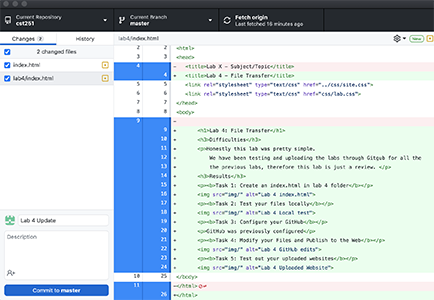 Current Repository
cst251
Current Branch
master
Fetch origin
Last fetched 16 minutes ago
Changes 2
History
lab4/index.html
2 changed files
index.html
lab4/index.html
2 2 <html>
3 3 <head>
4 - <title>Lab X - Subject/Topic</title>
4 + <title>Lab 4 - File Transfer</title>
5 5 <link rel="stylesheet" type="text/css" href="../css/site.css">
6 6 <link rel="stylesheet" type="text/css" href="css/lab.css">
7 7 </head>
8 8 <body>
9 -
9 + <h1>Lab 4: File Transfer</h1>
10 + <h3>Difficulties</h3>
11 + <p>Honestly this lab was pretty simple.
12 + We have been testing and uploading the labs through Gitgub for all the
13 + the previous labs, therefore this lab is just a review. </p>
14 + <h3>Results</h3>
15 + <p><b>Task 1: Create an index.html in lab 4 folder</b></p>
16 + <img src="img/" alt="Lab 4 index.html">
17 + <p><b>Task 2: Test your files locally</b></p>
18 + <img src="img/" alt="Lab 4 local test">
19 + <p><b>Task 3: Configure your GitHub</b></p>
20 + <p>GitHub was previously configured</p>
21 + <p><b>Task 4: Modify your Files and Publish to the Web</b></p>
22 + <img src="img/" alt="Lab 4 GitHub edits">
23 + <p><b>Task 5: Test out your uploaded websites</b></p>
24 + <img src="img/" alt="Lab 4 Uploaded Website">
10 25 </body>
11 -</html>
26 +</html>
Lab 4 Update
Description
Commit to master